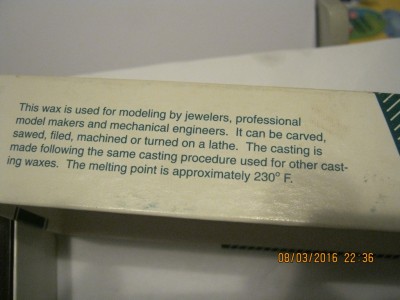 This wax is used for modeling by jewelers, professional
model makers and mechanical engineers. It can be carved,
sawed, filed, machined or turned on a lathe. The casting is
made following the same casting procedure used for other cast-
ing waxes. The melting point is approximately 230° F.
08/03/2016 22:36